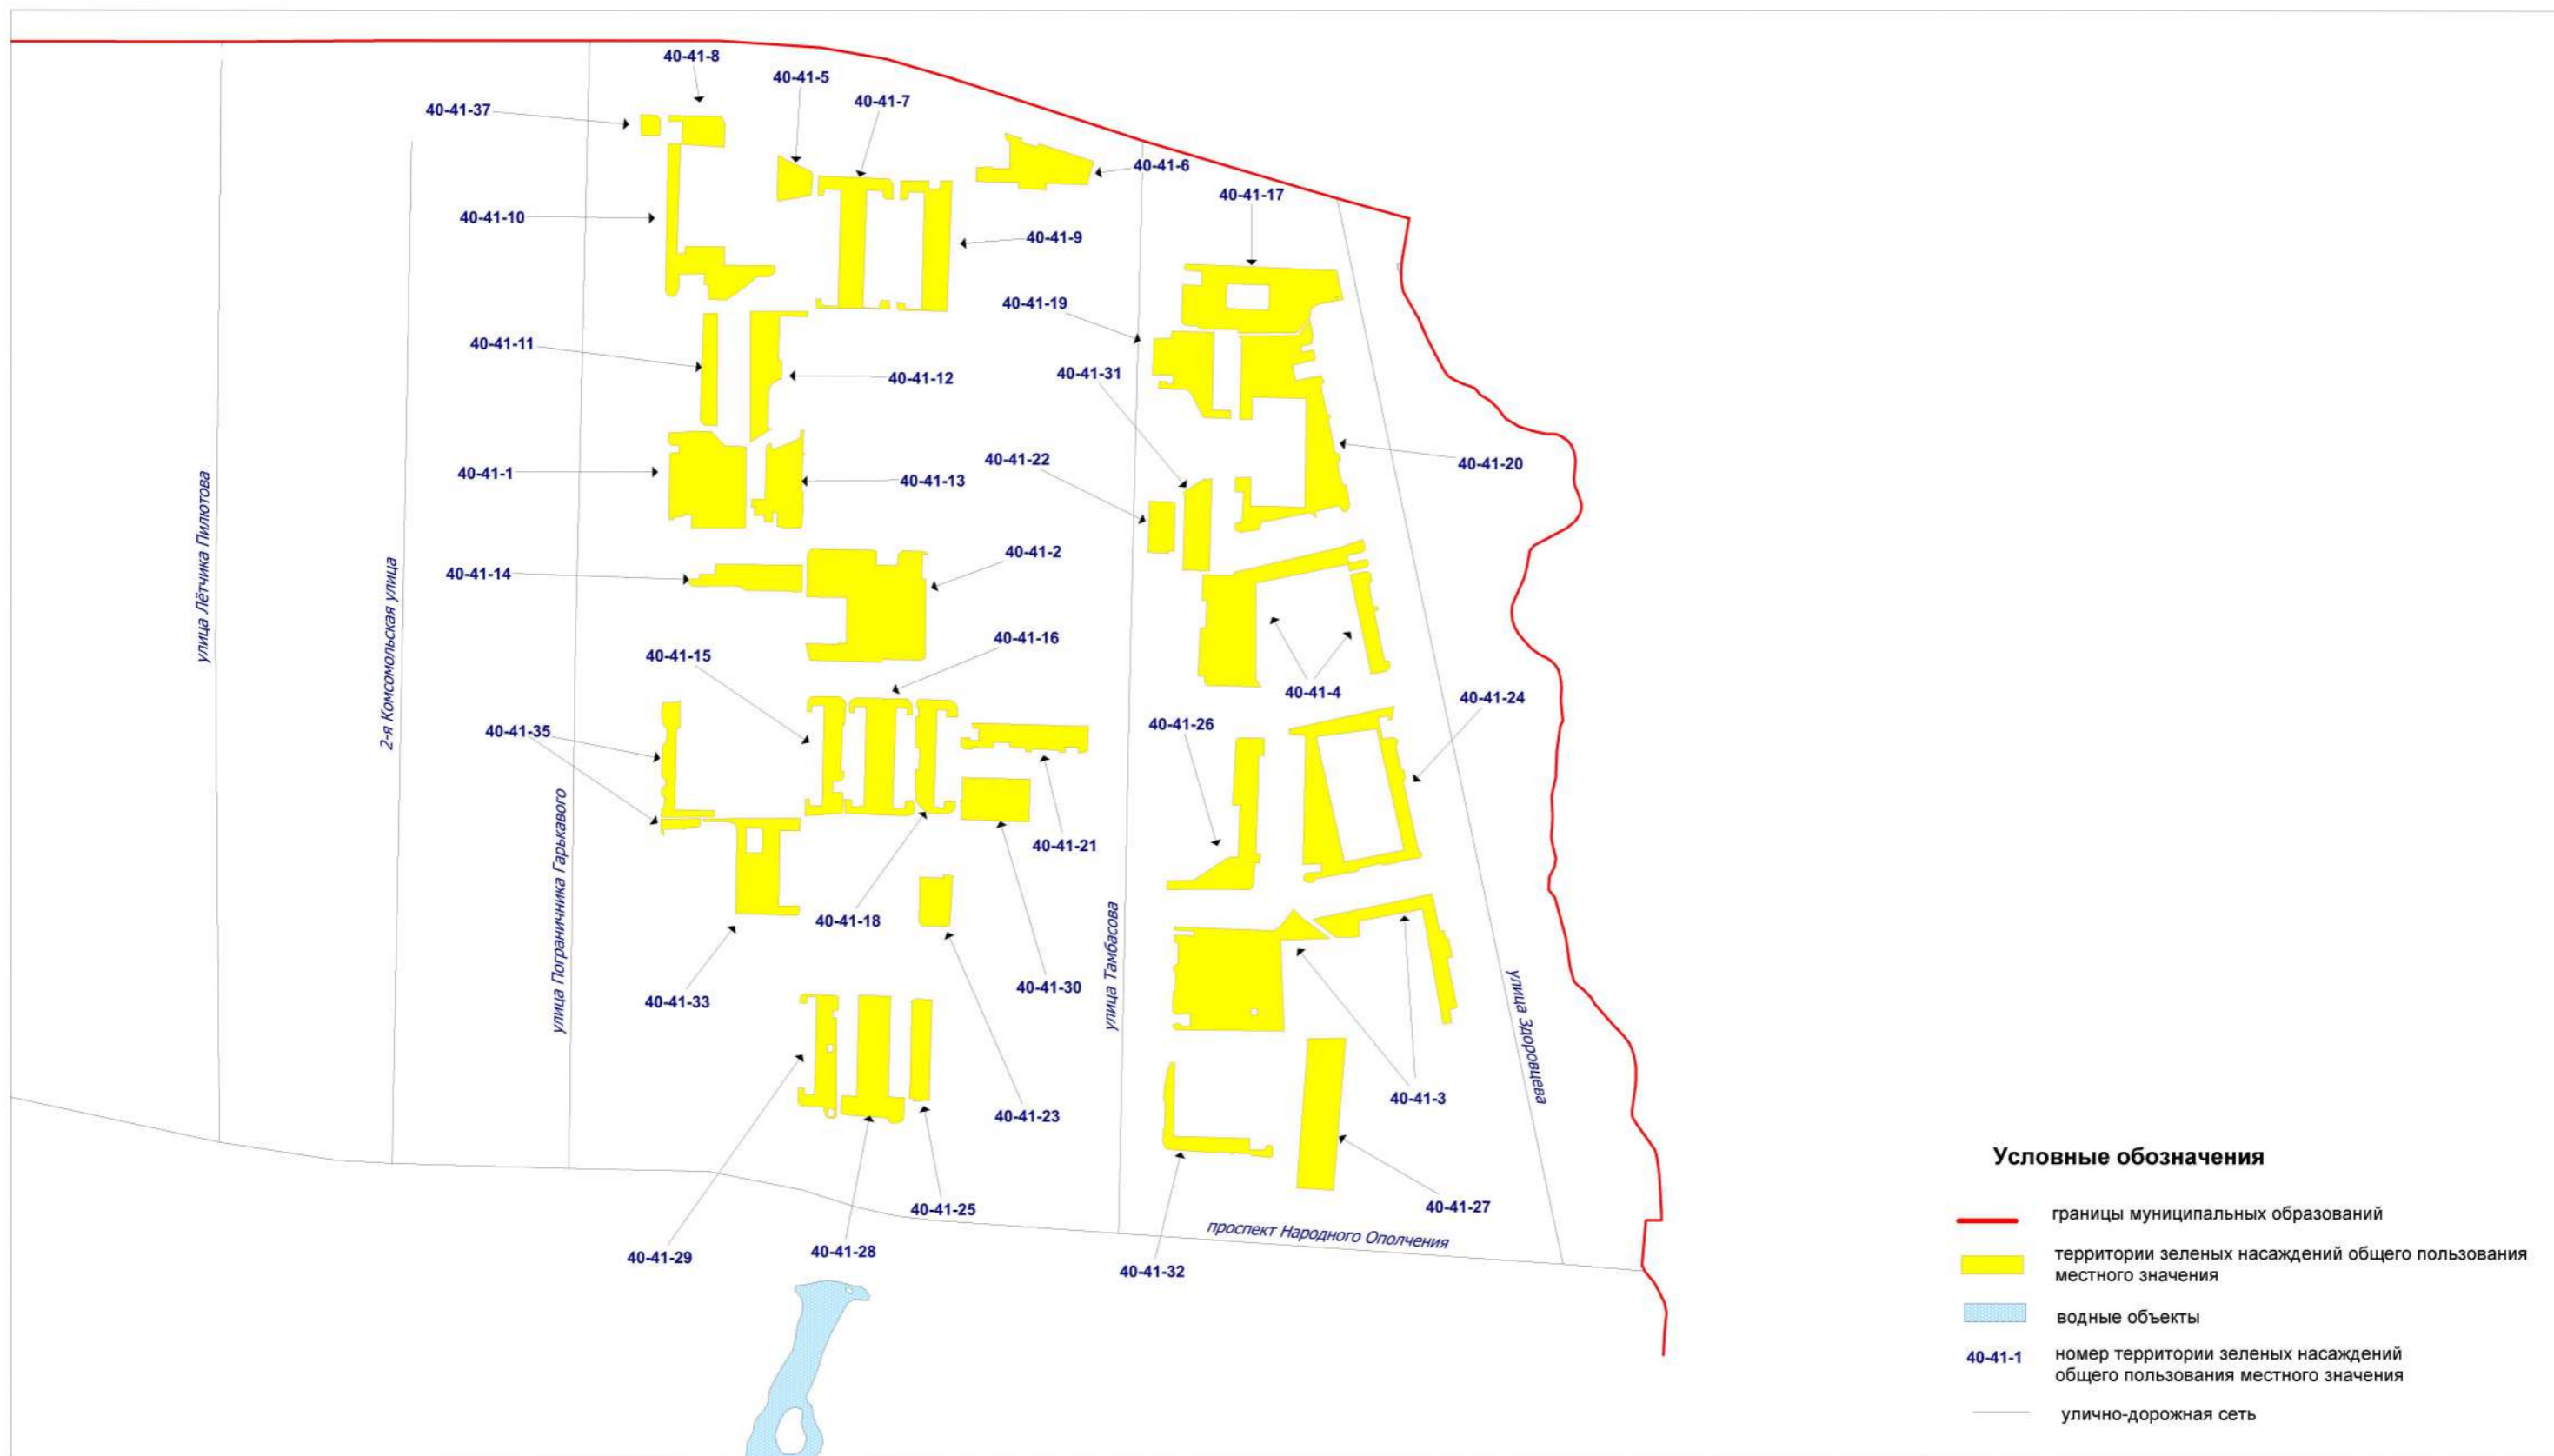 40-41-8
40-41-5
40-41-7
40-41-37
40-41-6
40-41-17
40-41-10
40-41-9
40-41-19
40-41-11
40-41-12
40-41-31
40-41-22
40-41-20
40-41-1
40-41-13
40-41-2
40-41-14
40-41-16
40-41-15
40-41-4
40-41-24
40-41-26
40-41-35
40-41-21
40-41-18
40-41-30
40-41-33
40-41-3
40-41-23
40-41-25
40-41-27
40-41-29
40-41-28
40-41-32
улица Лётчика Пилютова
2-я Комсомольская улица
улица Пограничника Гарькавого
улица Тамбасова
улица Здоровцева
проспект Народного Ополчения
Условные обозначения
границы муниципальных образований
территории зеленых насаждений общего пользования
местного значения
водные объекты
40-41-1 номер территории зеленых насаждений
общего пользования местного значения
улично-дорожная сеть